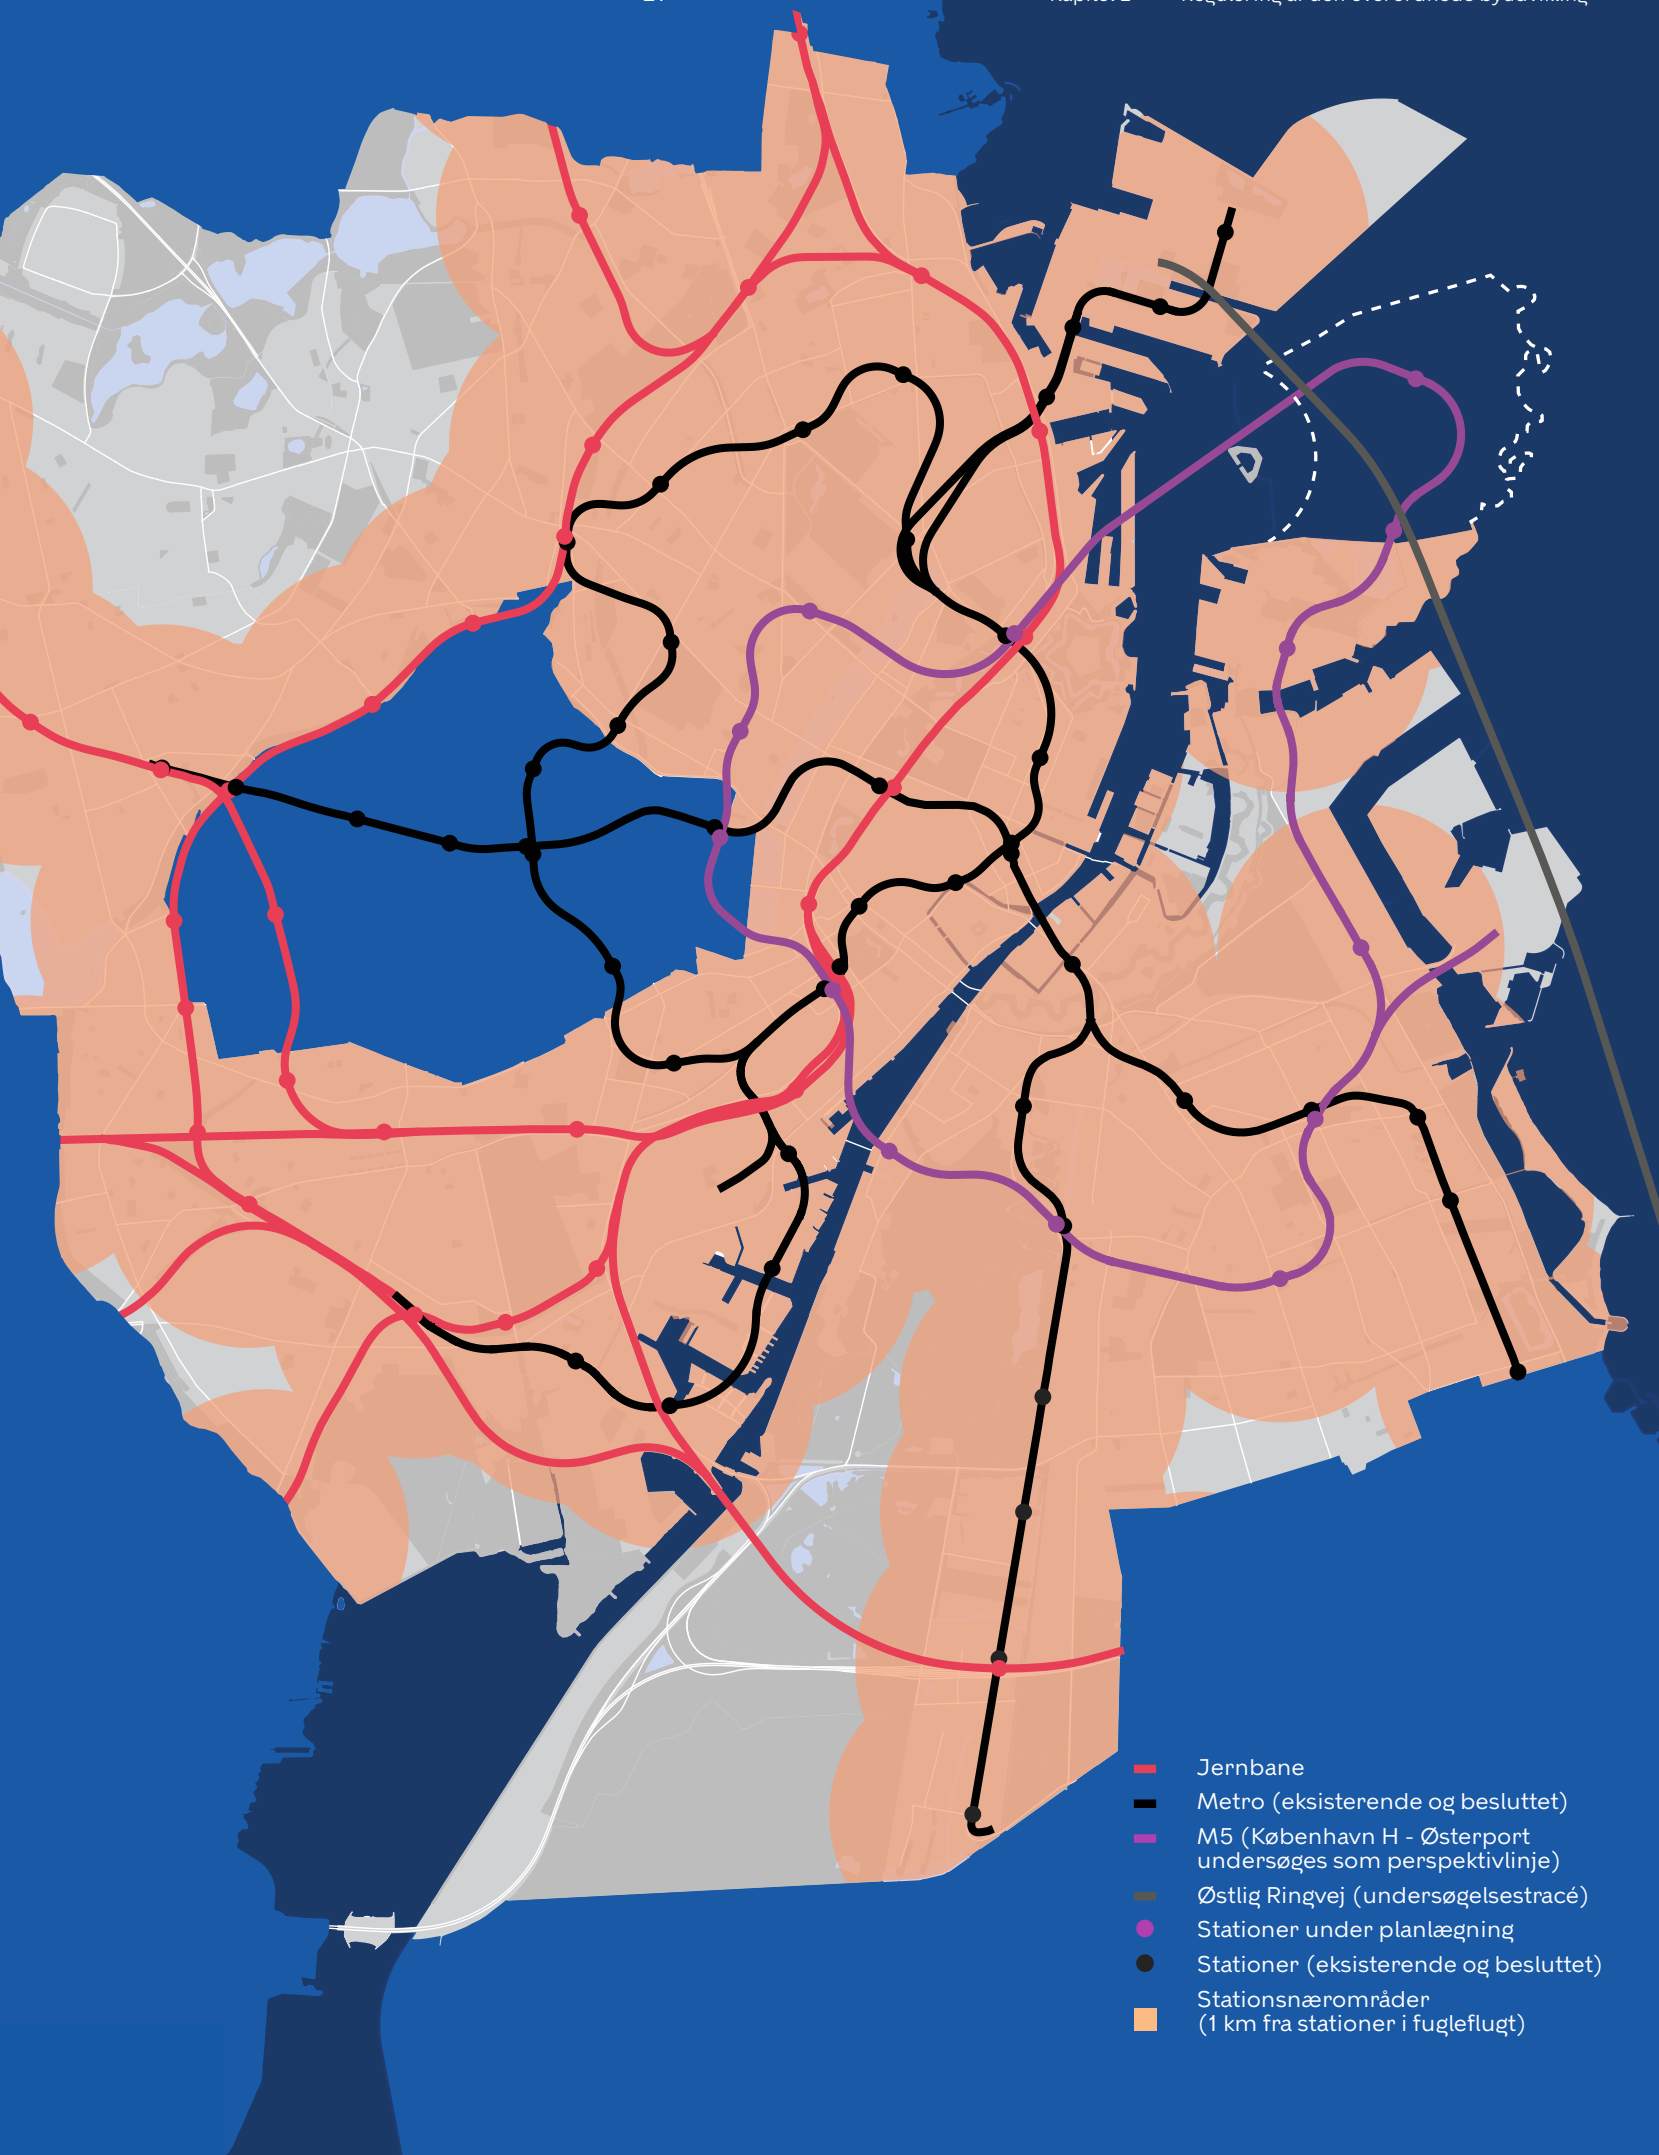 Jernbane
Metro (eksisterende og besluttet)
M5 (København H - Østerport
undersøges som perspektivlinje)
Østlig Ringvej (undersøgelsestracé)
Stationer under planlægning
Stationer (eksisterende og besluttet)
Stationsnærområder
(1 km fra stationer i fugleflugt)